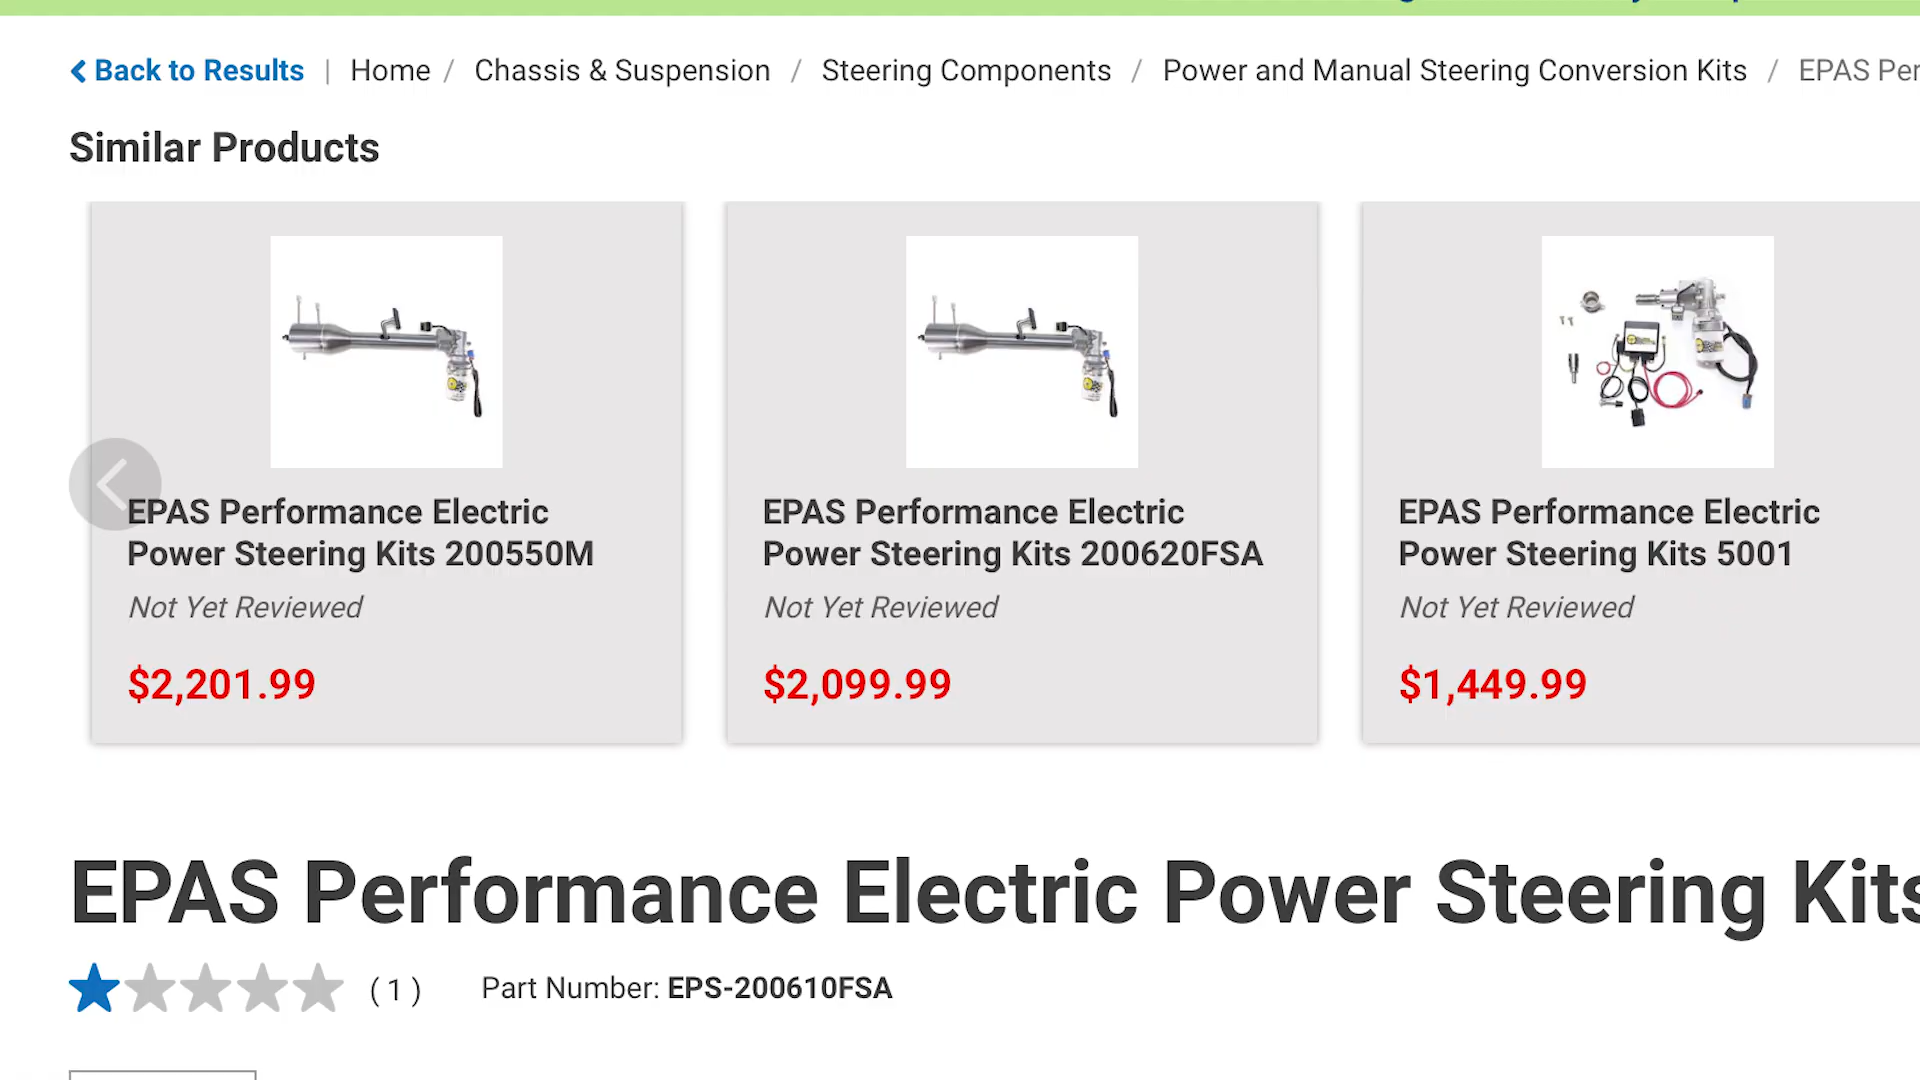 Back to Results | Home / Chassis & Suspension / Steering Components / Power and Manual Steering Conversion Kits / EPAS Per
Similar Products
EPAS Performance Electric
Power Steering Kits 200550M
Not Yet Reviewed
$2,201.99
EPAS Performance Electric
Power Steering Kits 200620FSA
Not Yet Reviewed
$2,099.99
EPAS Performance Electric
Power Steering Kits 5001
Not Yet Reviewed
$1,449.99
EPAS Performance Electric Power Steering Kits
( 1 ) Part Number: EPS-200610FSA